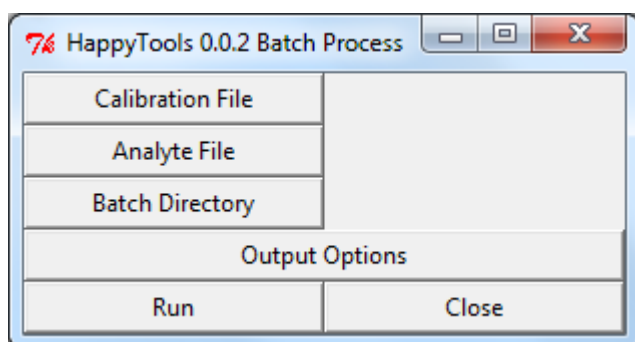 HappyTools 0.0.2 Batch Process
Calibration File
Analyte File
Batch Directory
Output Options
Run Close